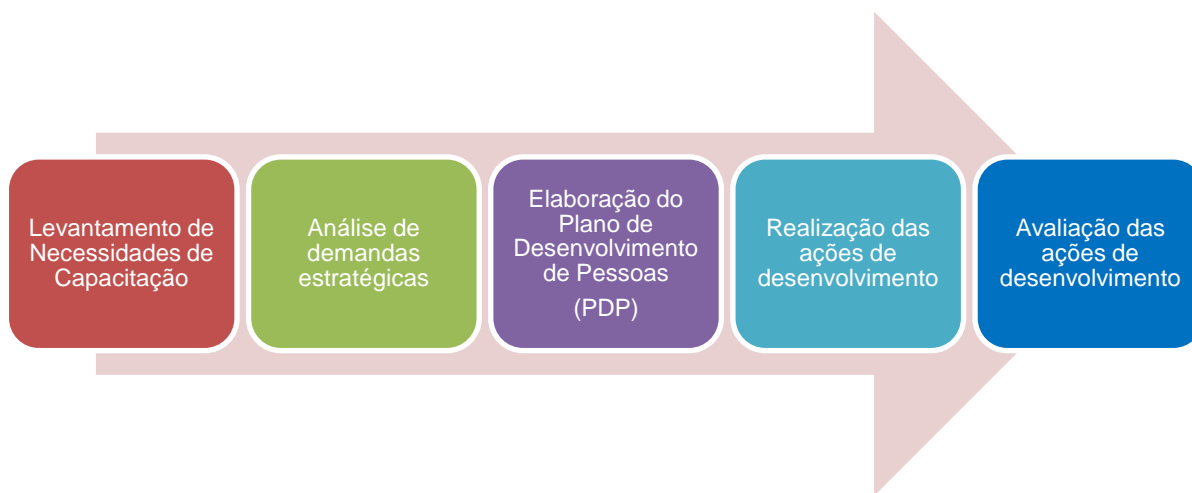 Levantamento de
Necessidades de
Capacitação
Análise de
demandas
estratégicas
Elaboração do
Plano de
Desenvolvimento
de Pessoas
(PDP)
Realização das
ações de
desenvolvimento
Avaliação das
ações de
desenvolvimento